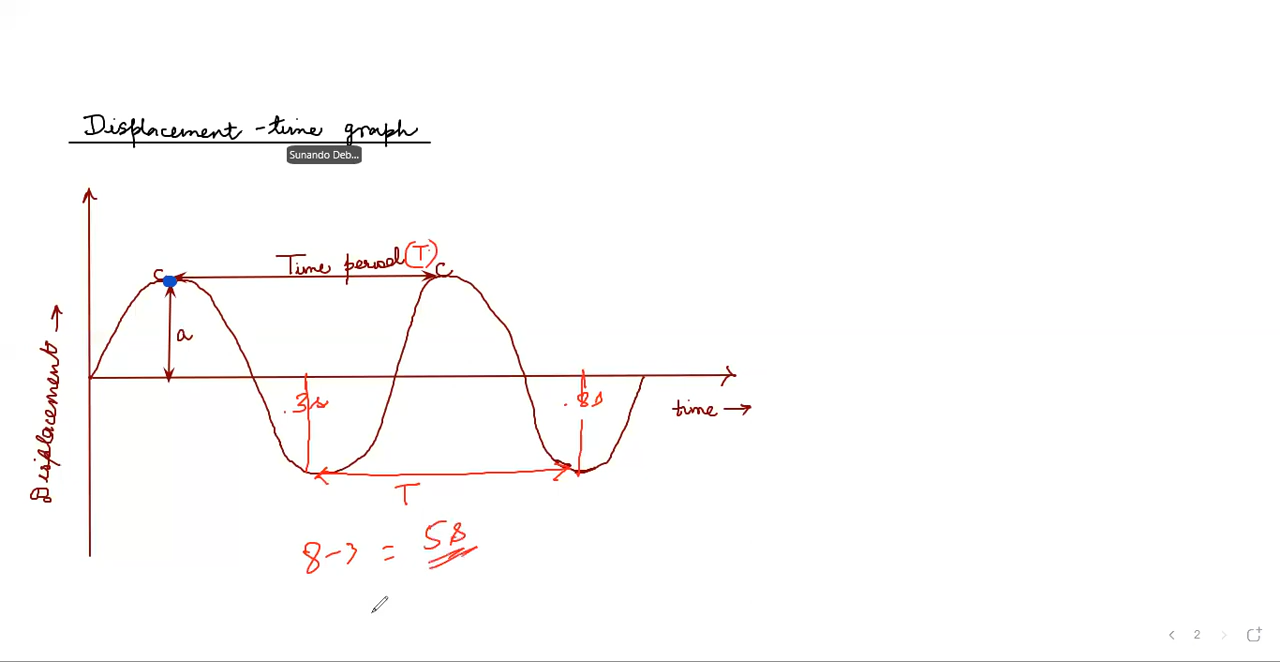 Displacement -time graph
Sunando Deb...
Time period (T)
C
C
a
Displacement →
.3s
.8s
time →
T
8-3 = 5s
2